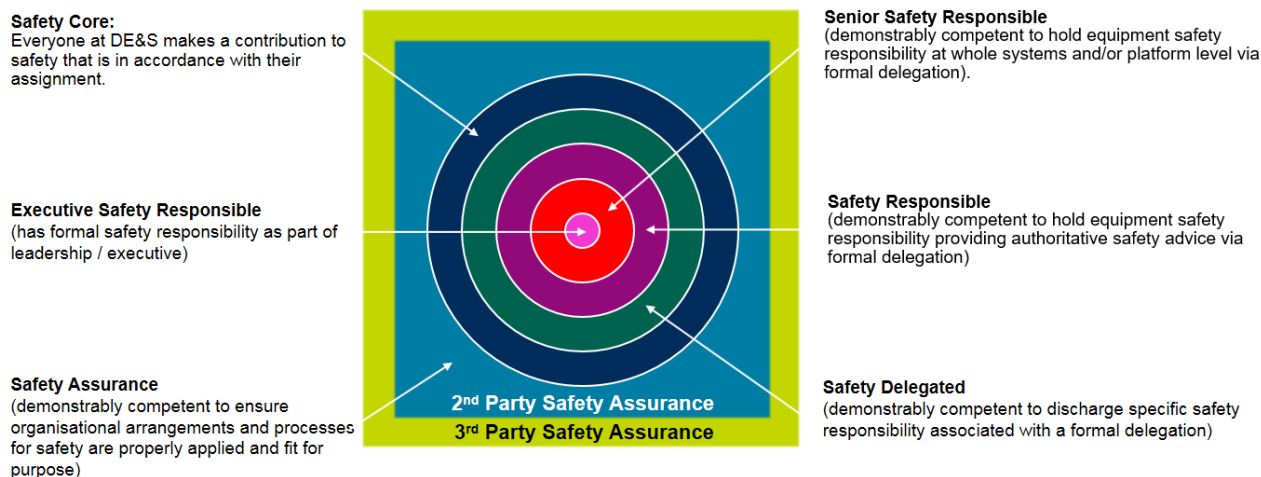 Safety Core:
Everyone at DE&S makes a contribution to
safety that is in accordance with their
assignment.
Executive Safety Responsible
(has formal safety responsibility as part of
leadership / executive)
Safety Assurance
(demonstrably competent to ensure
organisational arrangements and processes
for safety are properly applied and fit for
purpose)
2nd Party Safety Assurance
3rd Party Safety Assurance
Senior Safety Responsible
(demonstrably competent to hold equipment safety
responsibility at whole systems and/or platform level via
formal delegation).
Safety Responsible
(demonstrably competent to hold equipment safety
responsibility providing authoritative safety advice via
formal delegation)
Safety Delegated
(demonstrably competent to discharge specific safety
responsibility associated with a formal delegation)